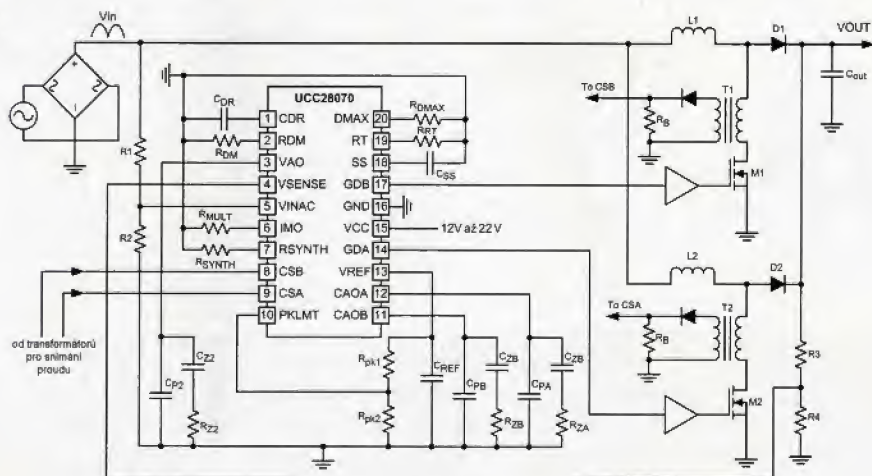 Vin
L1
D1
VOUT
Cout
To CSB
T1
RS
M1
UCC28070
CDR
1 CDR
RDM
2 RDM
3 VAO
4 VSENSE
5 VINAC
RMULT
6 IMO
RSYNTH
7 RSYNTH
8 CSB
9 CSA
10 PKLMT
DMAX 20
RDMAX
RT 19
RRT
SS 18
CSS
GDB 17
GND 16
VCC 15
12V až 22 V
GDA 14
VREF 13
CAOA 12
CAOB 11
R1
R2
od transformátorů
pro snímání
proudu
CZ2
CP2
RZ2
Rpk1
Rpk2
CREF
CPB
CZB
RZB
CPA
CZB
RZA
L2
D2
To CSA
T2
RB
M2
R3
R4